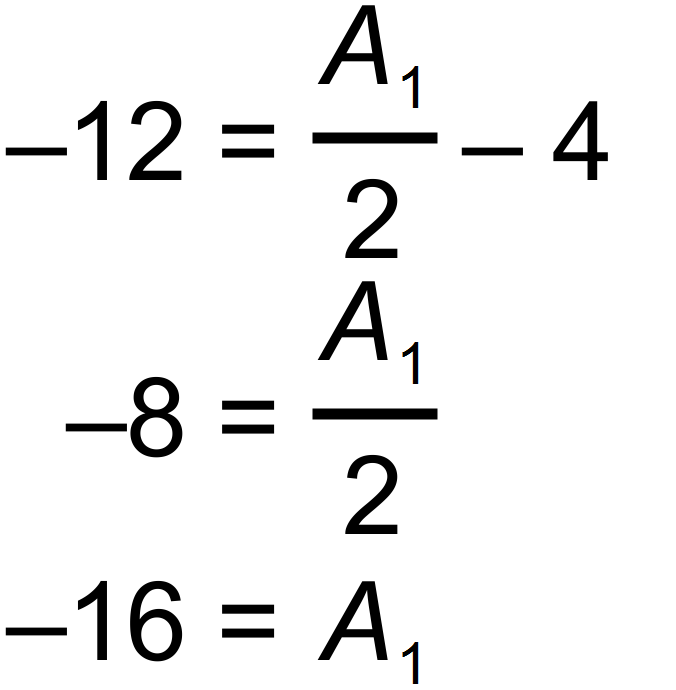 –12 = A₁/2 – 4
–8 = A₁/2
–16 = A₁